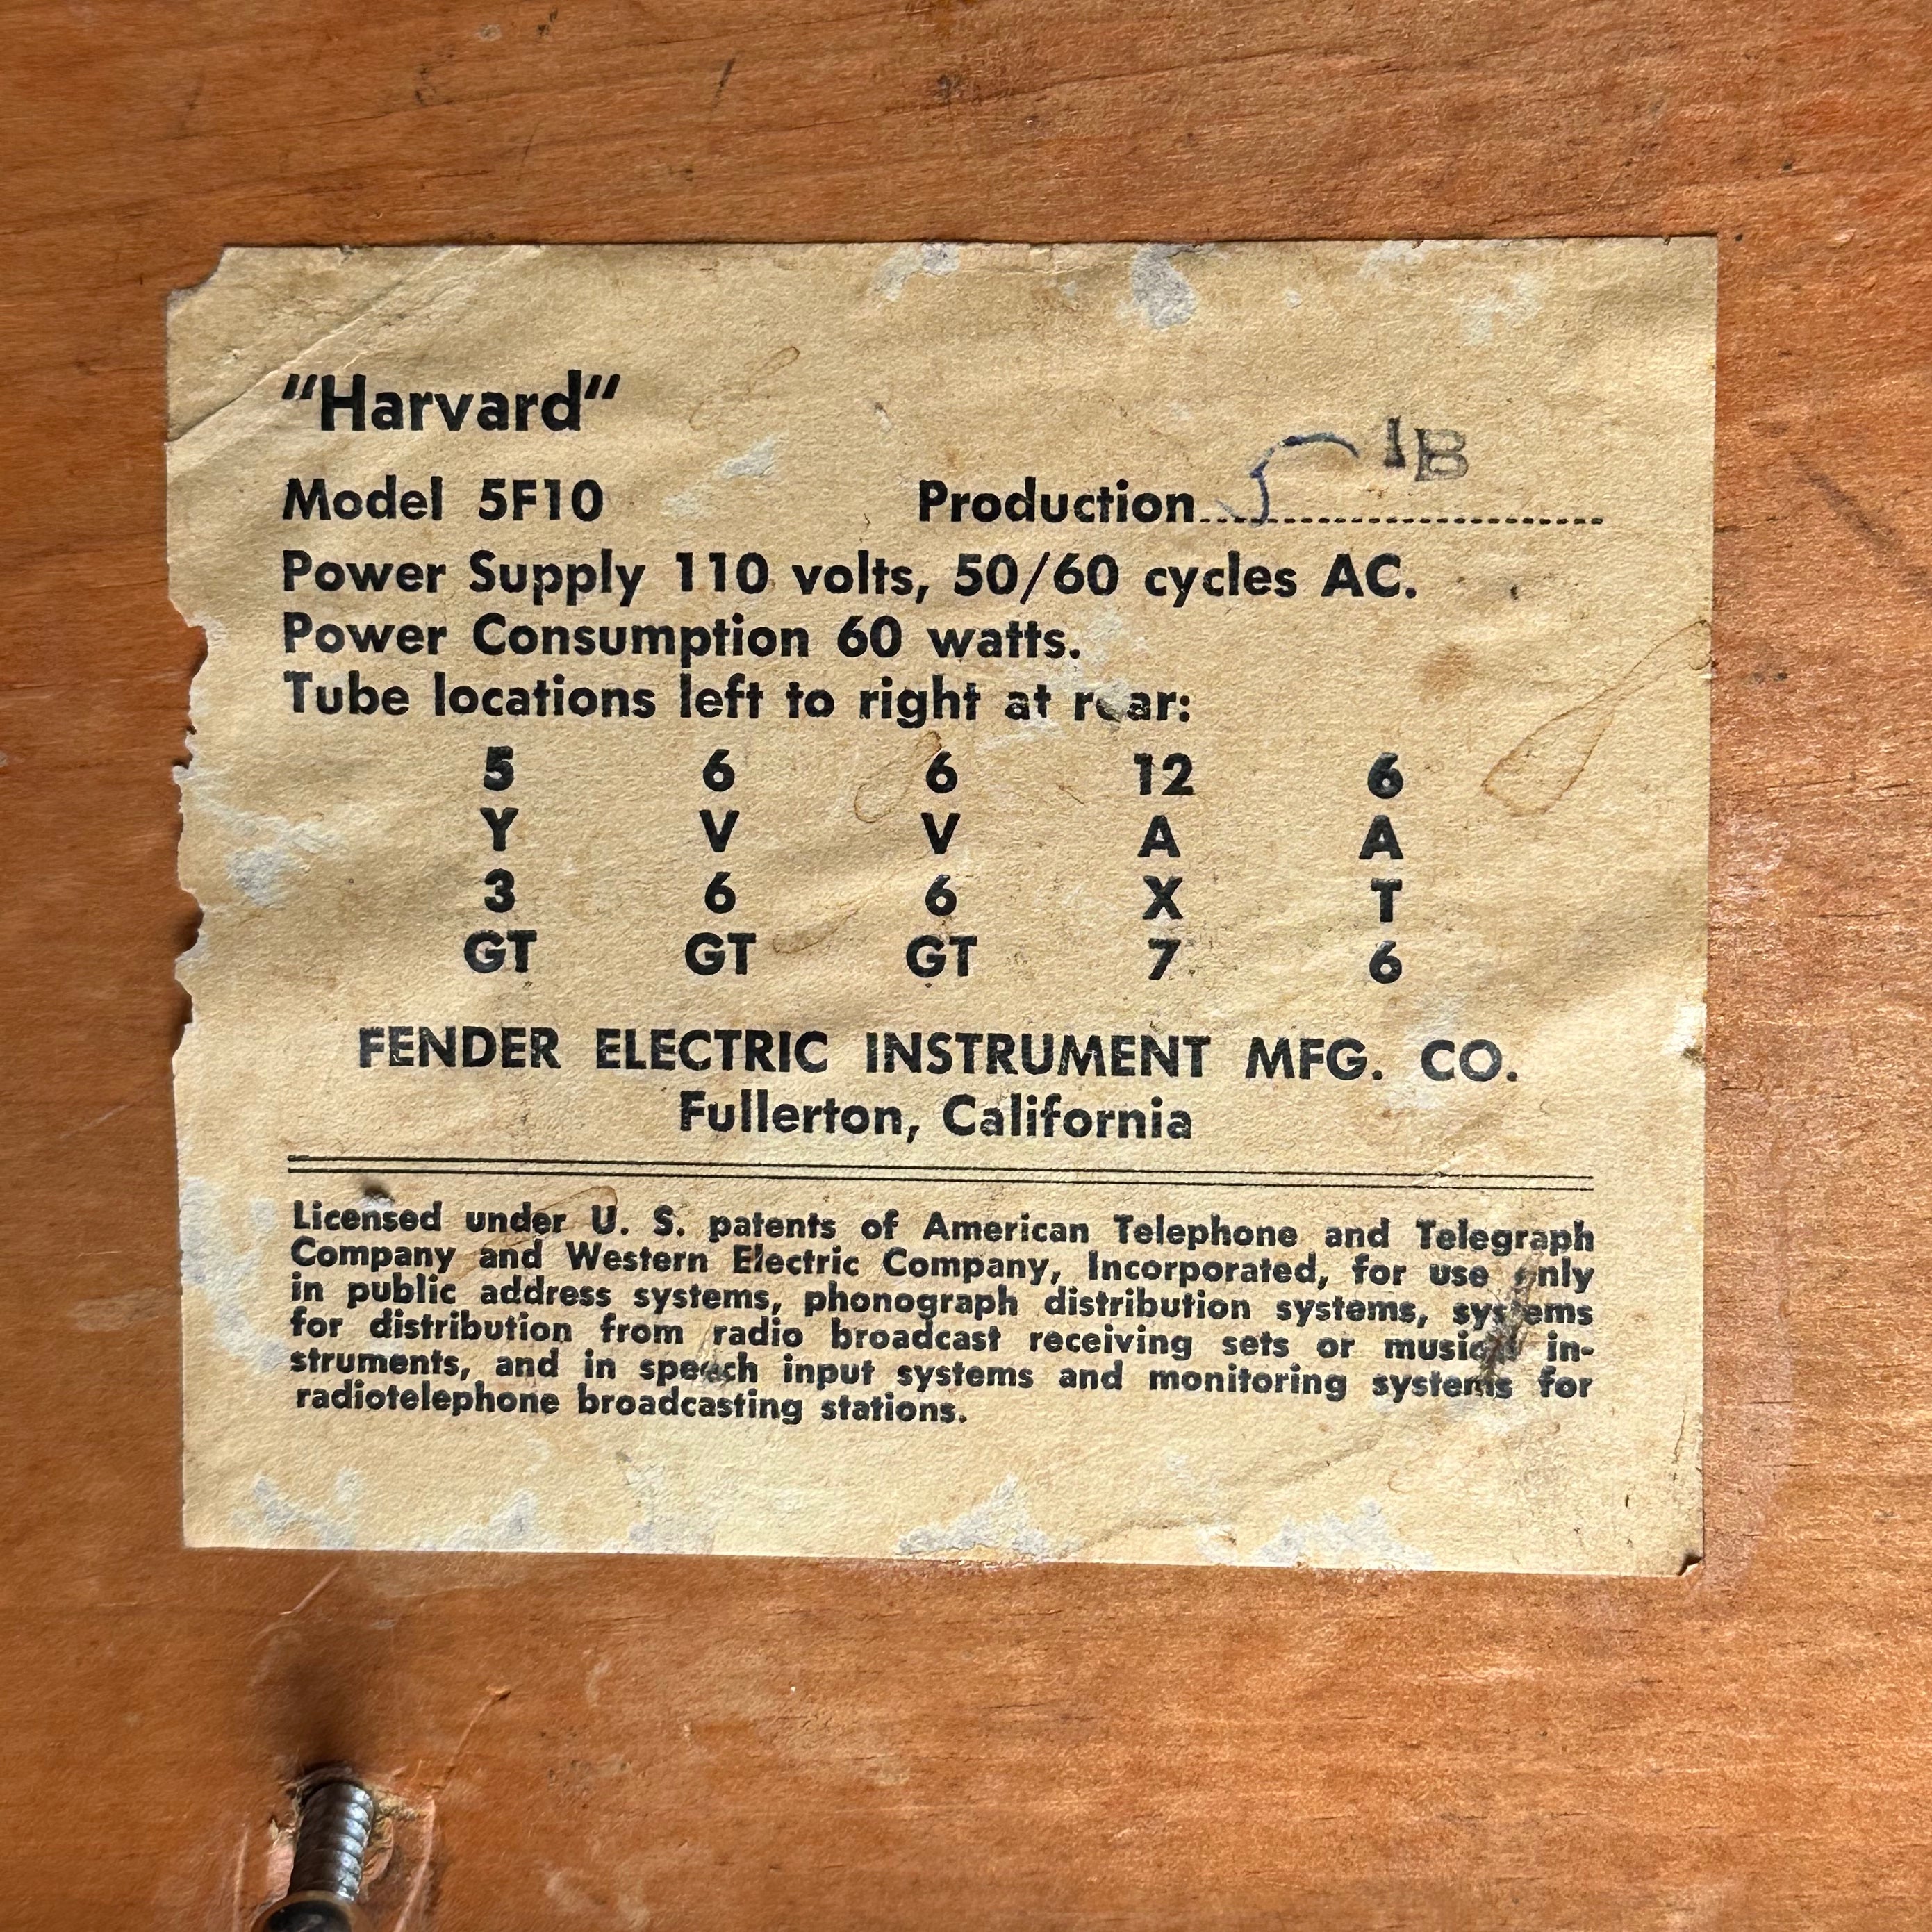 "Harvard"
Model 5F10 Production 5 IB
Power Supply 110 volts, 50/60 cycles AC.
Power Consumption 60 watts.
Tube locations left to right at rear:
5 6 6 12 6
Y V V A A
3 6 6 X T
GT GT GT 7 6
FENDER ELECTRIC INSTRUMENT MFG. CO.
Fullerton, California
Licensed under U. S. patents of American Telephone and Telegraph
Company and Western Electric Company, Incorporated, for use only
in public address systems, phonograph distribution systems, systems
for distribution from radio broadcast receiving sets or musical in-
struments, and in speech input systems and monitoring systems for
radiotelephone broadcasting stations.